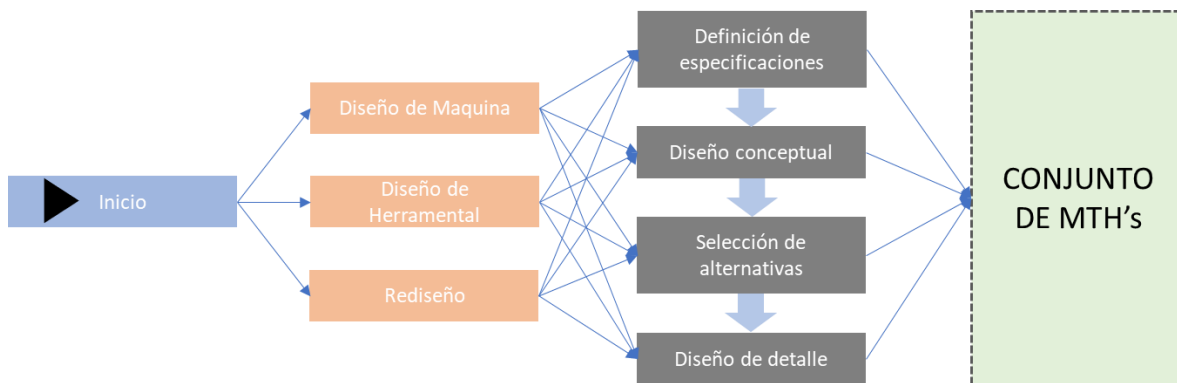 Inicio
Diseño de Maquina
Diseño de
Herramental
Rediseño
Definición de
especificaciones
Diseño conceptual
Selección de
alternativas
Diseño de detalle
CONJUNTO
DE MTH's